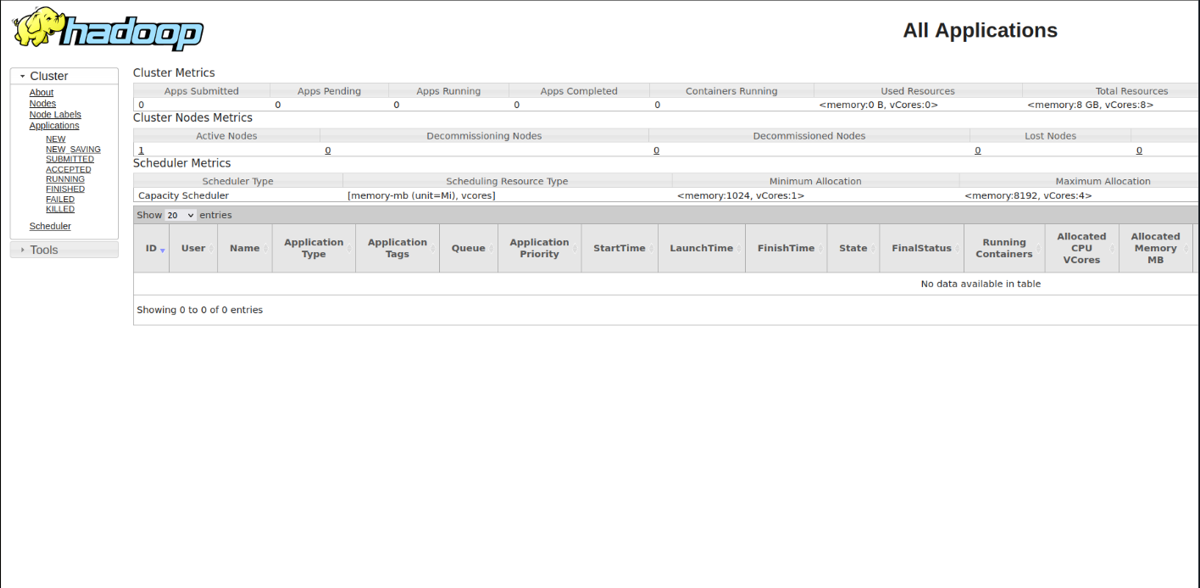 hadoop
All Applications
Cluster
About
Nodes
Node Labels
Applications
NEW
NEW_SAVING
SUBMITTED
ACCEPTED
RUNNING
FINISHED
FAILED
KILLED
Scheduler
Tools
Cluster Metrics
Apps Submitted Apps Pending Apps Running Apps Completed Containers Running Used Resources Total Resources
0 0 0 0 0 <memory:0 B, vCores:0> <memory:8 GB, vCores:8>
Cluster Nodes Metrics
Active Nodes Decommissioning Nodes Decommissioned Nodes Lost Nodes
1 0 0 0 0
Scheduler Metrics
Scheduler Type Scheduling Resource Type Minimum Allocation Maximum Allocation
Capacity Scheduler [memory-mb (unit=Mi), vcores] <memory:1024, vCores:1> <memory:8192, vCores:4>
Show 20 entries
ID User Name Application Type Application Tags Queue Application Priority StartTime LaunchTime FinishTime State FinalStatus Running Containers Allocated CPU VCores Allocated Memory MB
No data available in table
Showing 0 to 0 of 0 entries